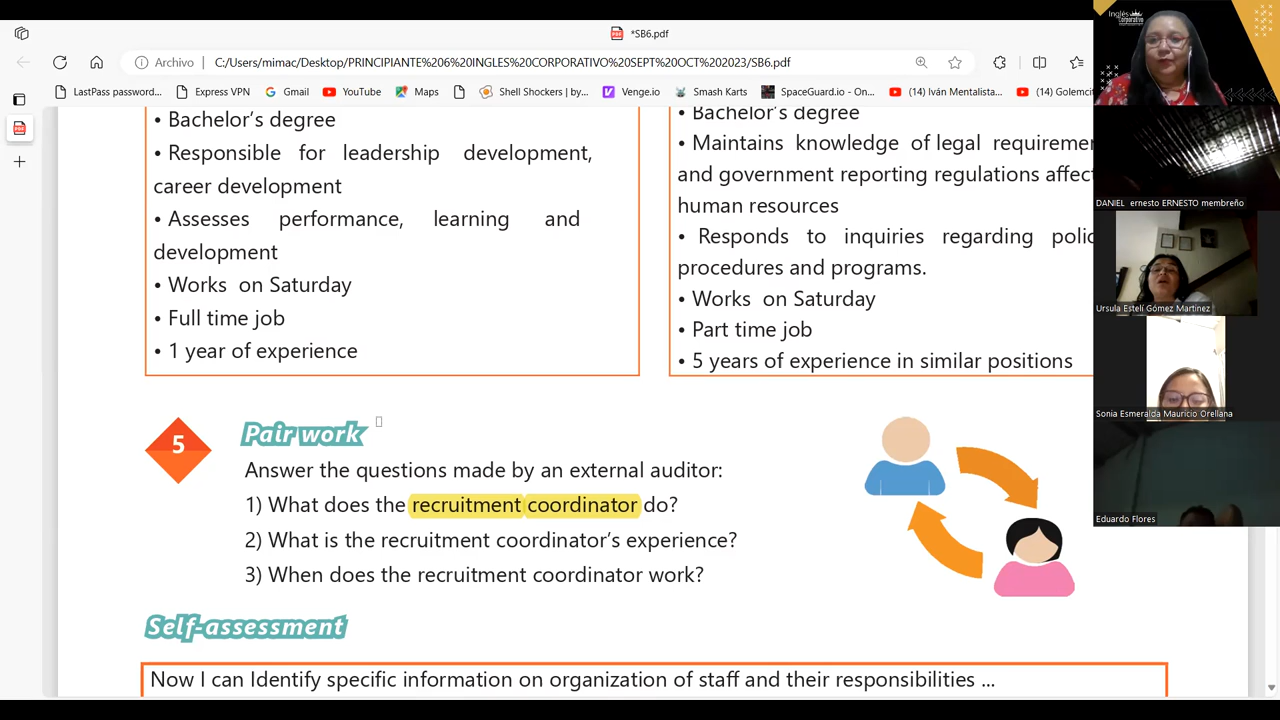 *SB6.pdf
Archivo
C:/Users/mimac/Desktop/PRINCIPIANTE%206%20INGLES%20CORPORATIVO%20SEPT%20OCT%202023/SB6.pdf
LastPass password...
Express VPN
Gmail
YouTube
Maps
Shell Shockers | by...
Venge.io
Smash Karts
SpaceGuard.io - On...
(14) Iván Mentalista...
(14) Golemcit
• Bachelor’s degree
• Responsible for leadership development,
career development
• Assesses performance, learning and
development
• Works on Saturday
• Full time job
• 1 year of experience
• Bachelor’s degree
• Maintains knowledge of legal requiremen
and government reporting regulations affect
human resources
• Responds to inquiries regarding polic
procedures and programs.
• Works on Saturday
• Part time job
• 5 years of experience in similar positions
5
Pair work
Answer the questions made by an external auditor:
1) What does the recruitment coordinator do?
2) What is the recruitment coordinator’s experience?
3) When does the recruitment coordinator work?
Self-assessment
Now I can Identify specific information on organization of staff and their responsibilities ...
Inglés
Corporativo
DANIEL ernesto ERNESTO membreño
Ursula Estelí Gómez Martinez
Sonia Esmeralda Mauricio Orellana
Eduardo Flores